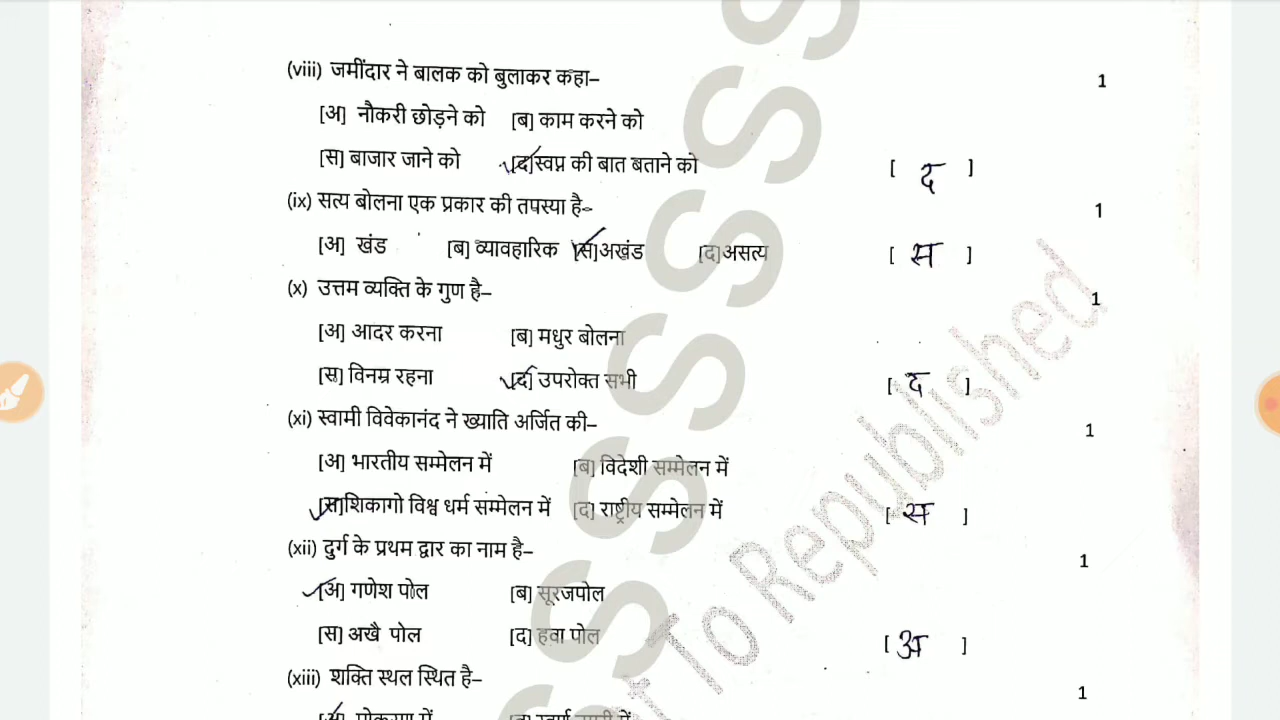 (viii) जमींदार ने बालक को बुलाकर कहा– 1
[अ] नौकरी छोड़ने को [ब] काम करने को
[स] बाजार जाने को [द] स्वप्न की बात बताने को [ द ]
(ix) सत्य बोलना एक प्रकार की तपस्या है– 1
[अ] खंड [ब] व्यावहारिक [स] अखंड [द] असत्य [ स ]
(x) उत्तम व्यक्ति के गुण है– 1
[अ] आदर करना [ब] मधुर बोलना
[स] विनम्र रहना [द] उपरोक्त सभी [ द ]
(xi) स्वामी विवेकानंद ने ख्याति अर्जित की– 1
[अ] भारतीय सम्मेलन में [ब] विदेशी सम्मेलन में
[स] शिकागो विश्व धर्म सम्मेलन में [द] राष्ट्रीय सम्मेलन में [ स ]
(xii) दुर्ग के प्रथम द्वार का नाम है– 1
[अ] गणेश पोल [ब] सूरजपोल
[स] अखै पोल [द] हवा पोल [ अ ]
(xiii) शक्ति स्थल स्थित है– 1
To Republished